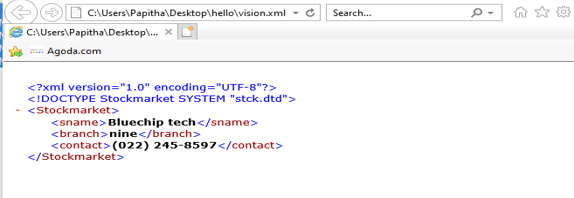 C:\Users\Papitha\Desktop\hello\vision.xml
Search...
C:\Users\Papitha\Desktop\...
Agoda.com
<?xml version="1.0" encoding="UTF-8"?>
<!DOCTYPE Stockmarket SYSTEM "stck.dtd">
- <Stockmarket>
<sname>Bluechip tech</sname>
<branch>nine</branch>
<contact>(022) 245-8597</contact>
</Stockmarket>